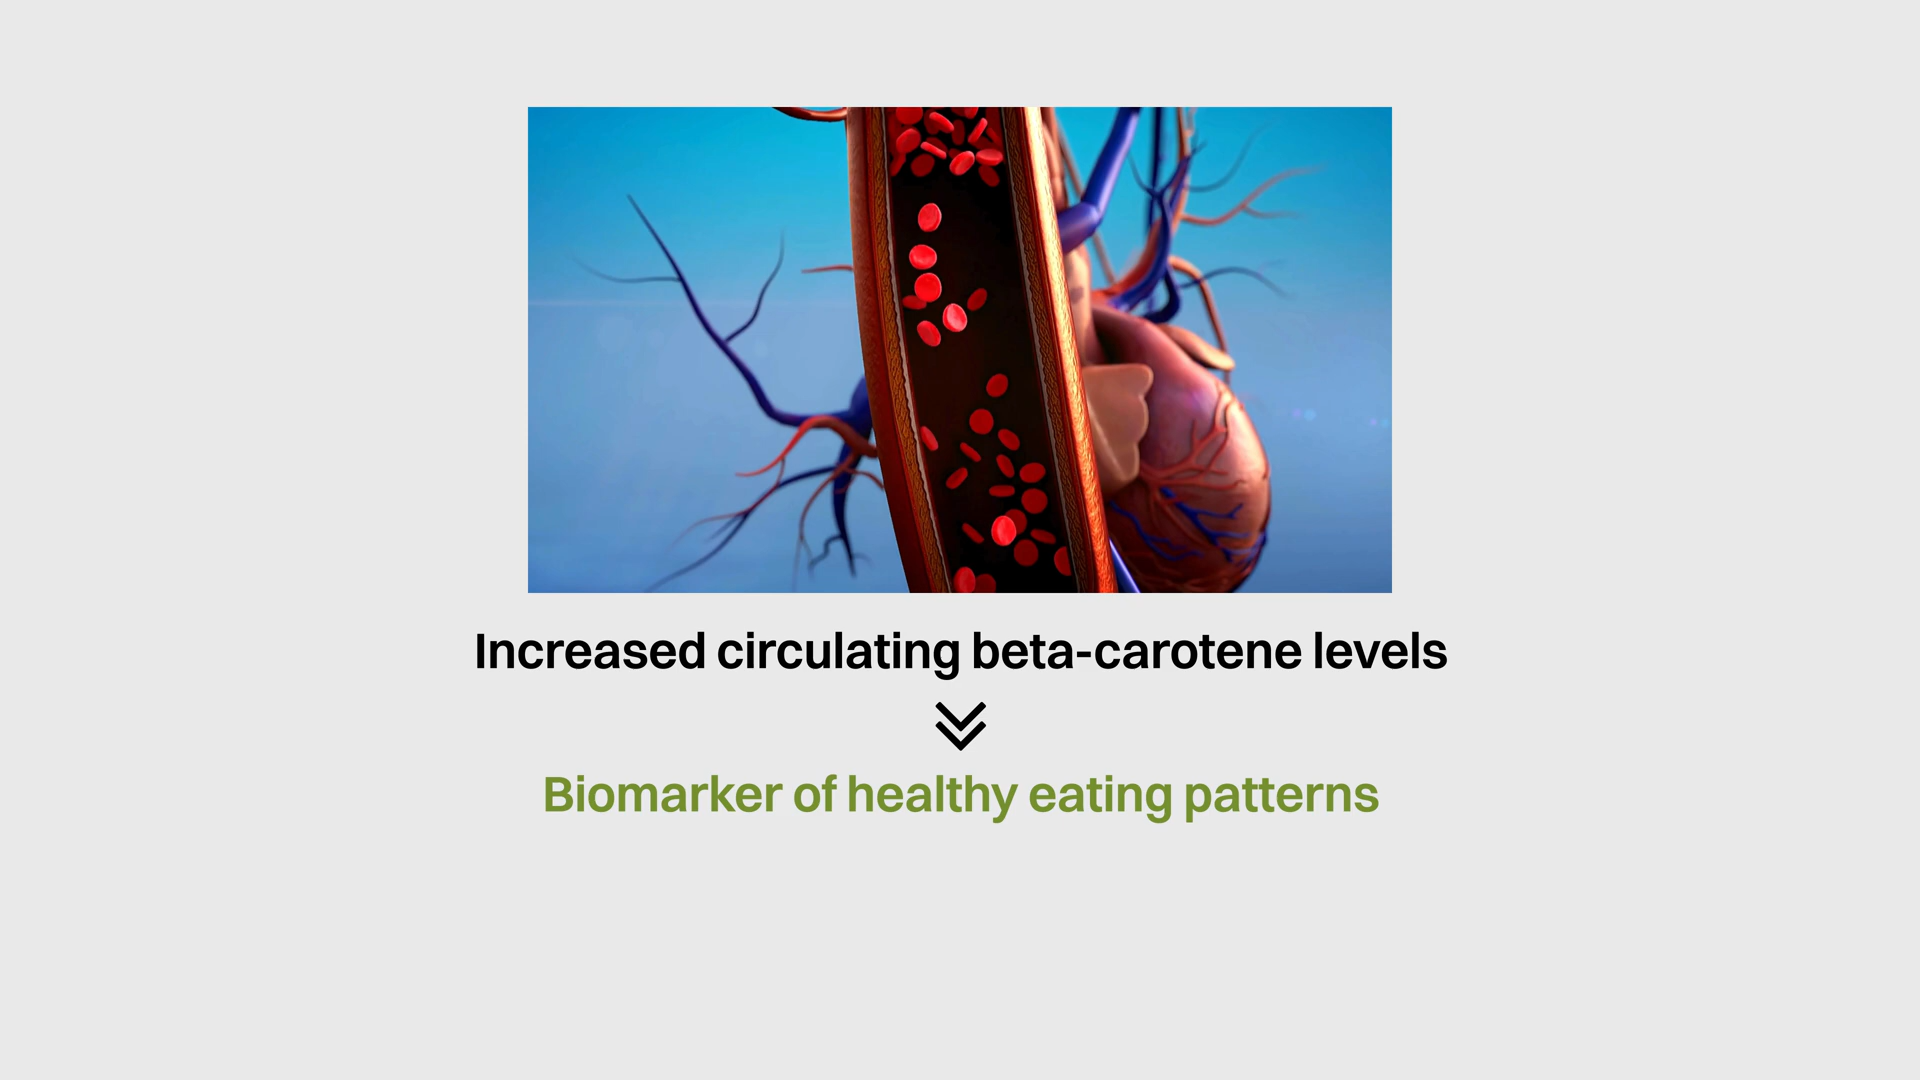 Increased circulating beta-carotene levels
Biomarker of healthy eating patterns